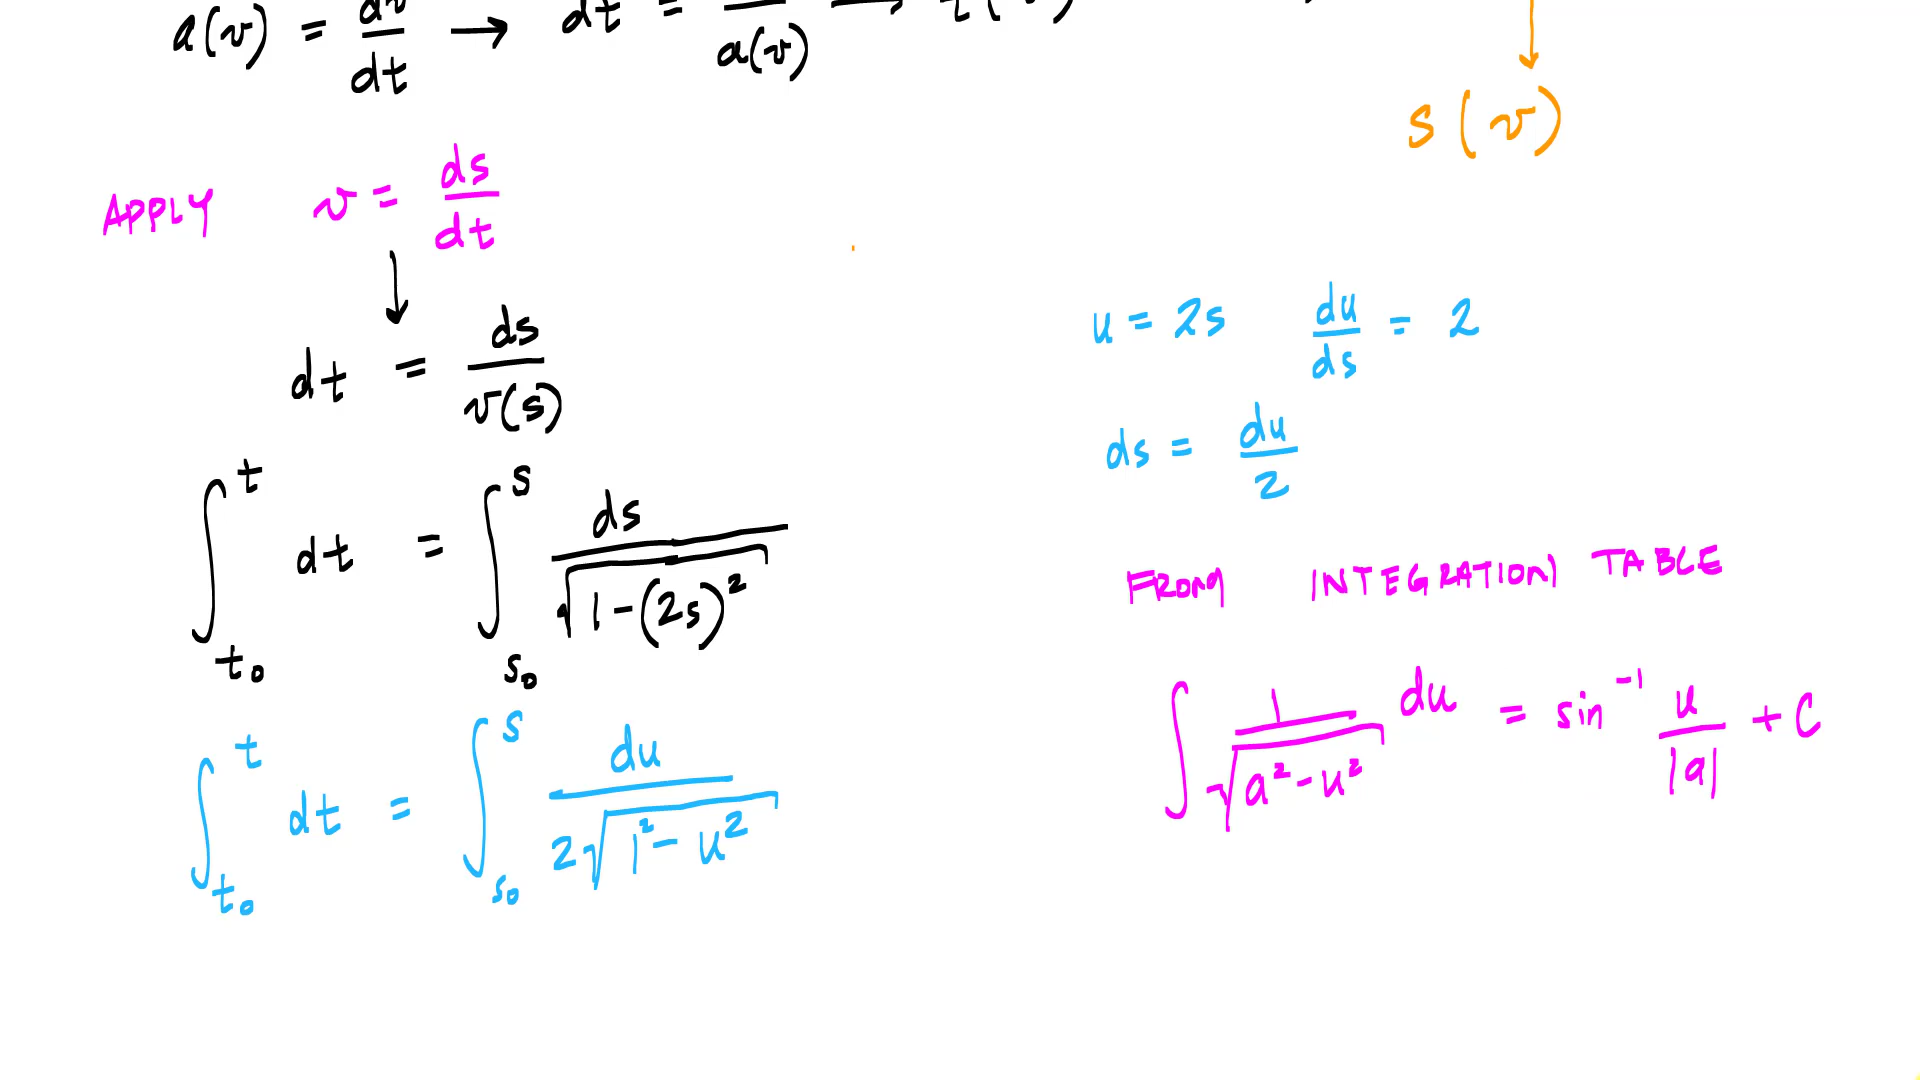 a(v) = dv/dt → dt = /a(v) → t(v)
s(v)
APPLY v = ds/dt
↓
dt = ds/v(s)
∫_{t₀}^{t} dt = ∫_{s₀}^{s} ds/√(1-(2s)²)
∫_{t₀}^{t} dt = ∫_{s₀}^{s} du/(2√(1²-u²))
u = 2s du/ds = 2
ds = du/2
FROM INTEGRATION TABLE
∫ 1/√(a²-u²) du = sin⁻¹ u/|a| + C